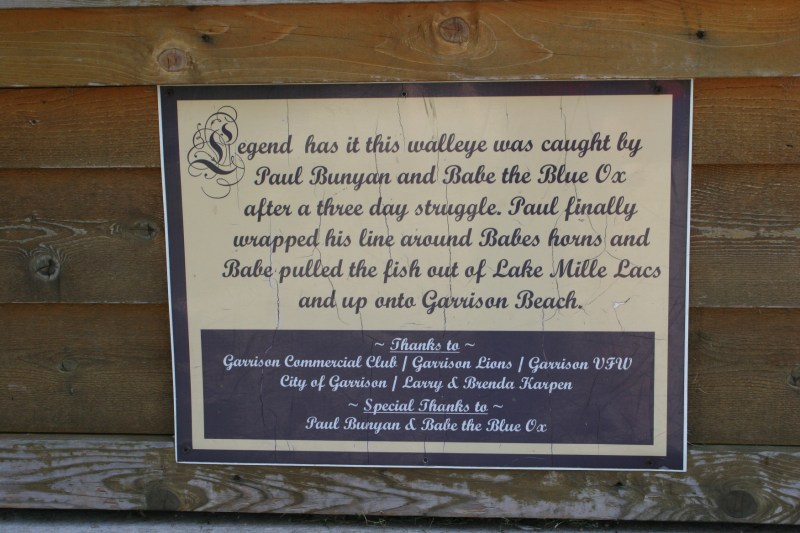 Legend has it this walleye was caught by
Paul Bunyan and Babe the Blue Ox
after a three day struggle. Paul finally
wrapped his line around Babes horns and
Babe pulled the fish out of Lake Mille Lacs
and up onto Garrison Beach.
~ Thanks to ~
Garrison Commercial Club / Garrison Lions / Garrison VFW
City of Garrison / Larry & Brenda Karpen
~ Special Thanks to ~
Paul Bunyan & Babe the Blue Ox